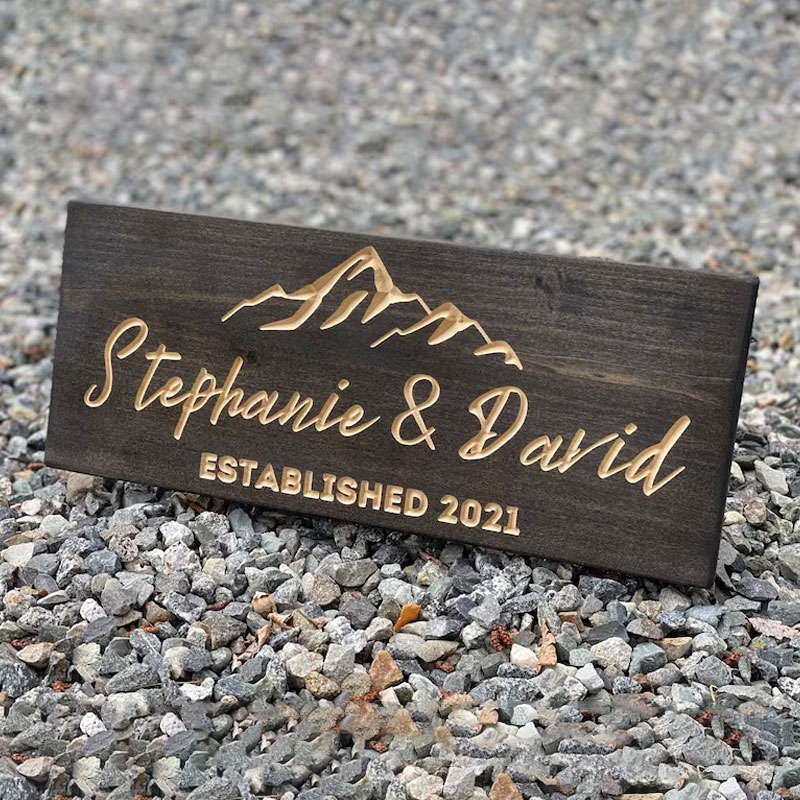 Stephanie & David
ESTABLISHED 2021